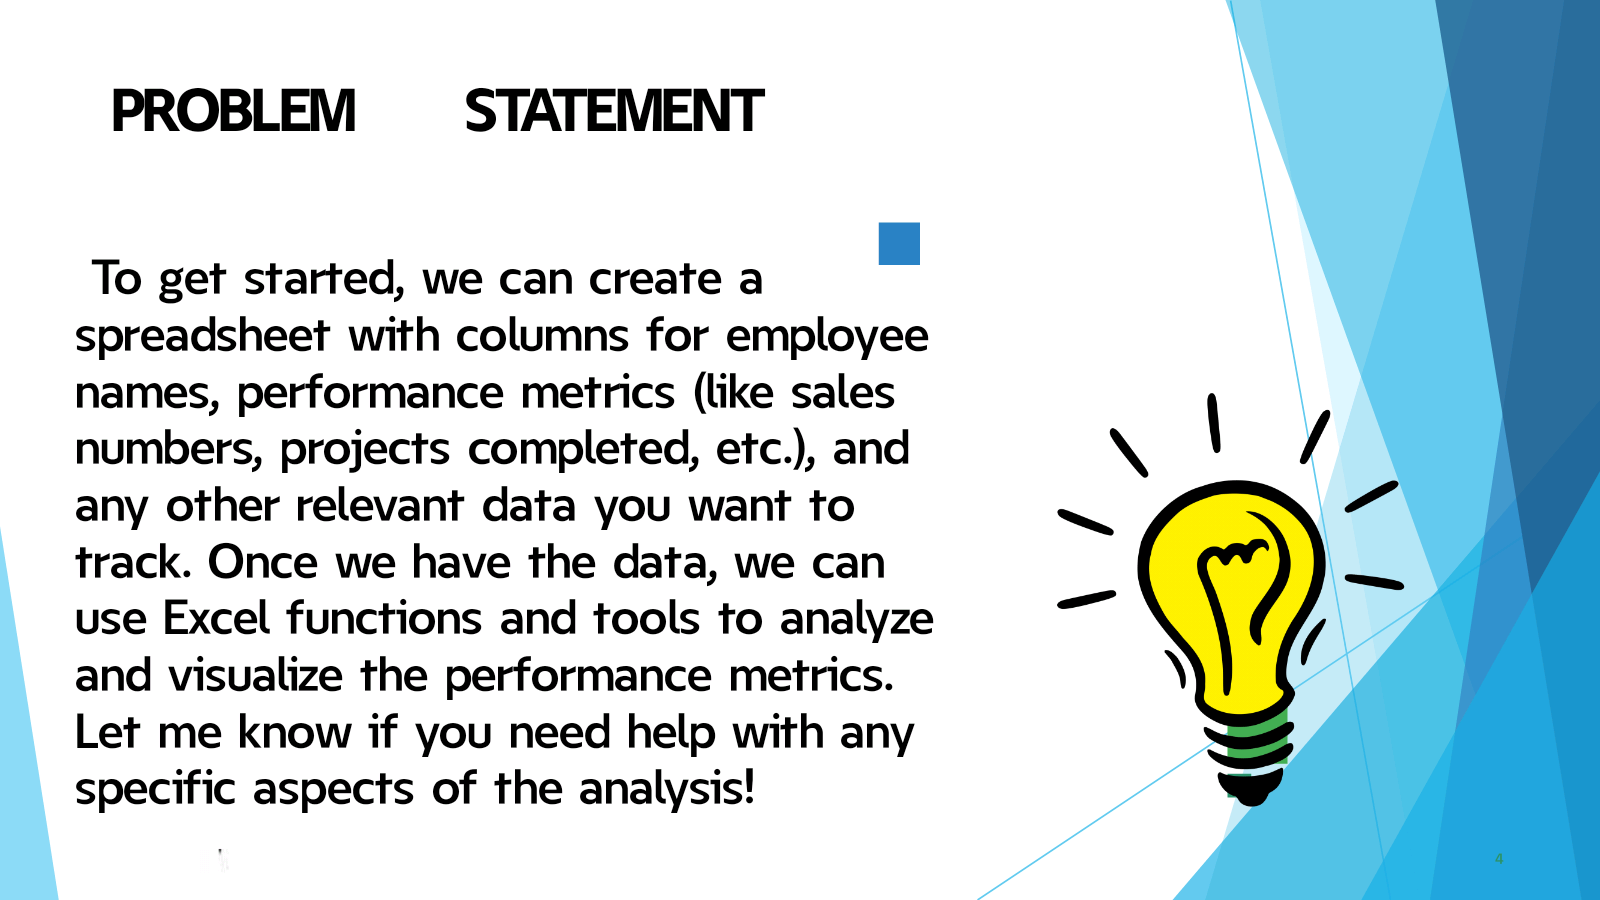 PROBLEM STATEMENT
To get started, we can create a
spreadsheet with columns for employee
names, performance metrics (like sales
numbers, projects completed, etc.), and
any other relevant data you want to
track. Once we have the data, we can
use Excel functions and tools to analyze
and visualize the performance metrics.
Let me know if you need help with any
specific aspects of the analysis!
4